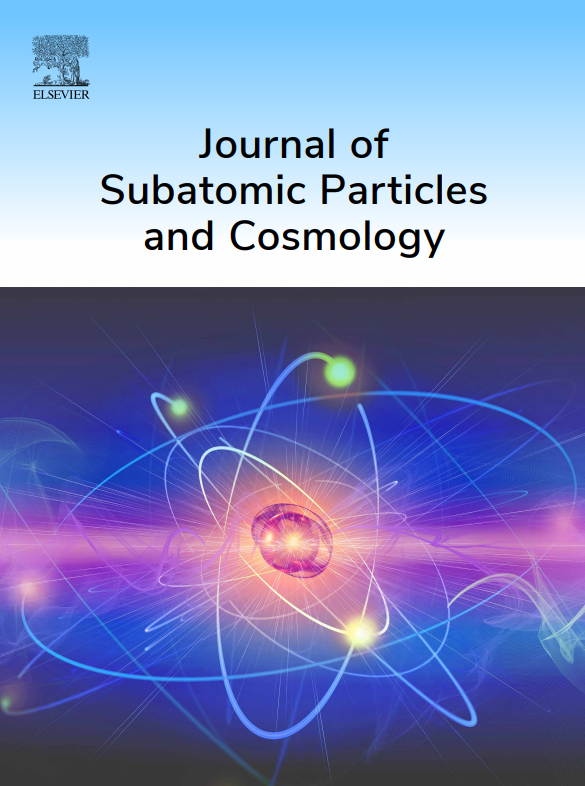 ELSEVIER
Journal of
Subatomic Particles
and Cosmology